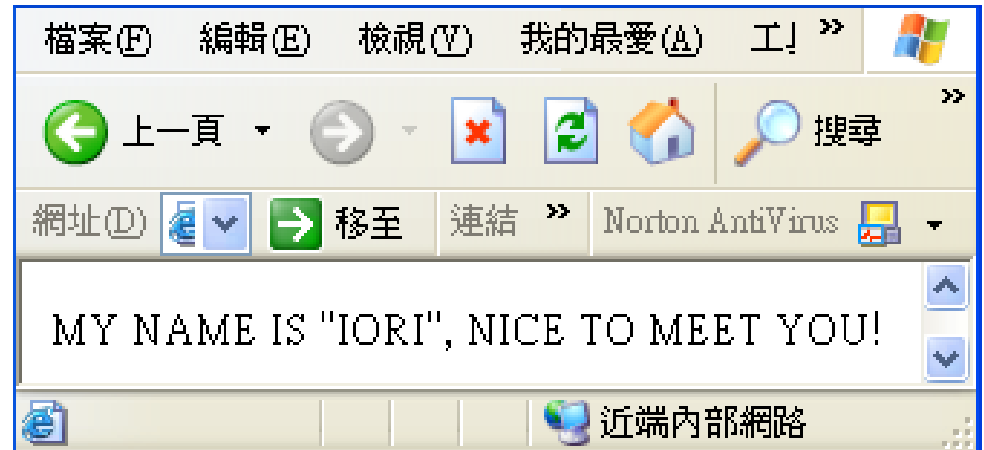 檔案(F) 編輯(E) 檢視(V) 我的最愛(A) »
上一頁 搜尋 »
網址(D) 移至 連結 » Norton AntiVirus
MY NAME IS "IORI", NICE TO MEET YOU!
近端內部網路